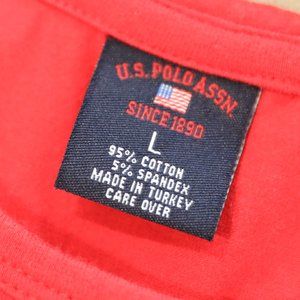 U.S. POLO ASSN.
SINCE 1890
L
95% COTTON
5% SPANDEX
MADE IN TURKEY
CARE OVER